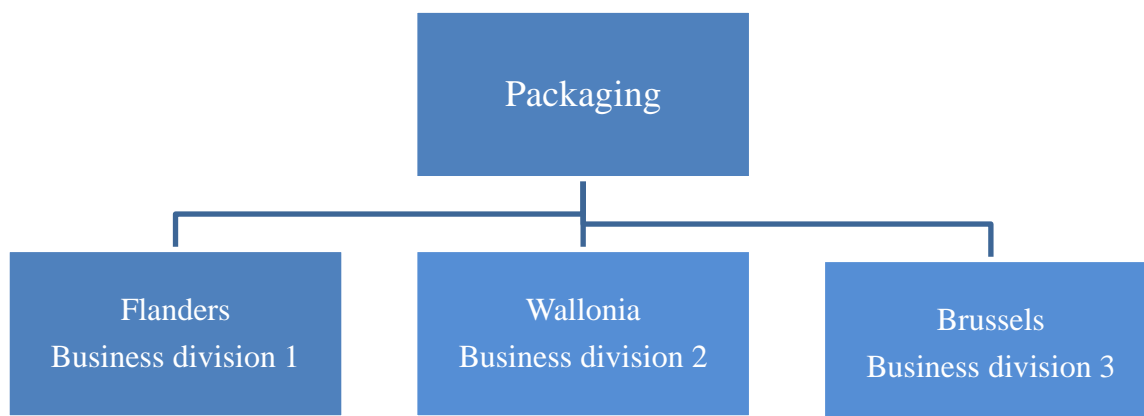 Packaging
Flanders
Business division 1
Wallonia
Business division 2
Brussels
Business division 3